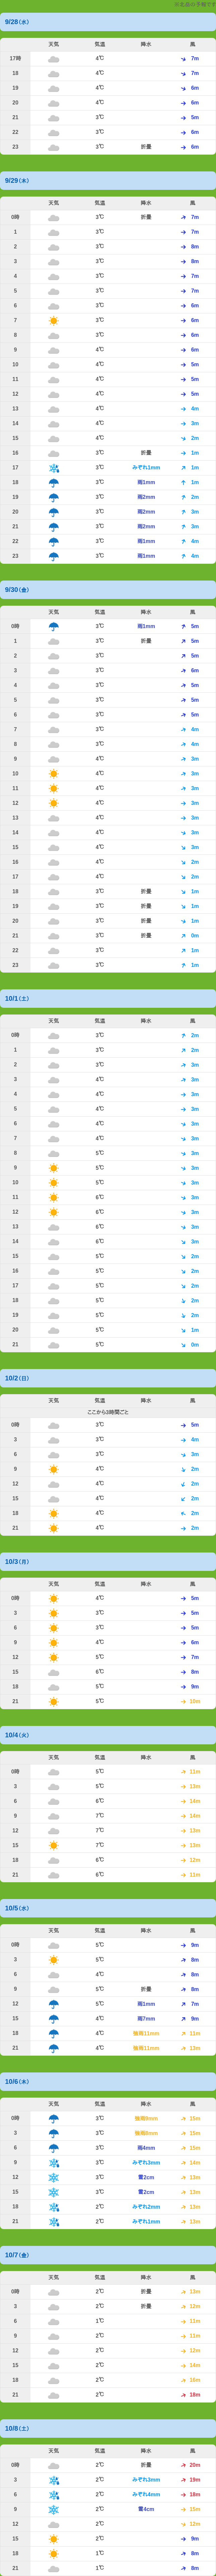 9/28(水)
天気 気温 降水 風
17時 4℃ 7m
18 4℃ 7m
19 4℃ 6m
20 4℃ 6m
21 3℃ 5m
22 3℃ 6m
23 3℃ 折曇 6m
9/29(木)
天気 気温 降水 風
0時 3℃ 折曇 7m
1 3℃ 7m
2 3℃ 8m
3 3℃ 8m
4 3℃ 7m
5 3℃ 7m
6 3℃ 6m
7 3℃ 6m
8 3℃ 6m
9 4℃ 6m
10 4℃ 5m
11 4℃ 5m
12 4℃ 5m
13 4℃ 4m
14 4℃ 3m
15 4℃ 2m
16 3℃ 折曇 1m
17 3℃ みぞれ1mm 1m
18 3℃ 雨1mm 1m
19 3℃ 雨2mm 2m
20 3℃ 雨2mm 3m
21 3℃ 雨2mm 3m
22 3℃ 雨1mm 4m
23 3℃ 雨1mm 4m
9/30(金)
天気 気温 降水 風
0時 3℃ 雨1mm 5m
1 3℃ 折曇 5m
2 3℃ 5m
3 3℃ 6m
4 3℃ 5m
5 3℃ 5m
6 3℃ 5m
7 3℃ 4m
8 3℃ 4m
9 4℃ 3m
10 4℃ 3m
11 4℃ 3m
12 4℃ 3m
13 4℃ 3m
14 4℃ 3m
15 4℃ 3m
16 4℃ 2m
17 4℃ 2m
18 3℃ 折曇 1m
19 3℃ 折曇 1m
20 3℃ 折曇 1m
21 3℃ 折曇 0m
22 3℃ 1m
23 3℃ 1m
10/1(土)
天気 気温 降水 風
0時 3℃ 2m
1 3℃ 2m
2 3℃ 3m
3 4℃ 3m
4 4℃ 3m
5 4℃ 3m
6 4℃ 3m
7 4℃ 3m
8 5℃ 3m
9 5℃ 3m
10 5℃ 3m
11 6℃ 3m
12 6℃ 3m
13 6℃ 3m
14 6℃ 3m
15 5℃ 2m
16 5℃ 2m
17 5℃ 2m
18 5℃ 2m
19 5℃ 2m
20 5℃ 1m
21 5℃ 0m
10/2(日)
天気 気温 降水 風
ここから3時間ごと
0時 3℃ 5m
3 3℃ 4m
6 3℃ 3m
9 4℃ 2m
12 4℃ 2m
15 4℃ 2m
18 4℃ 2m
21 4℃ 2m
10/3(月)
天気 気温 降水 風
0時 4℃ 5m
3 3℃ 5m
6 3℃ 5m
9 4℃ 6m
12 5℃ 7m
15 6℃ 8m
18 5℃ 9m
21 5℃ 10m
10/4(火)
天気 気温 降水 風
0時 5℃ 11m
3 5℃ 13m
6 6℃ 14m
9 7℃ 14m
12 7℃ 13m
15 7℃ 13m
18 6℃ 12m
21 6℃ 11m
10/5(水)
天気 気温 降水 風
0時 5℃ 9m
3 5℃ 8m
6 4℃ 8m
9 5℃ 折曇 8m
12 5℃ 雨1mm 7m
15 4℃ 雨7mm 9m
18 4℃ 強雨11mm 11m
21 4℃ 強雨11mm 13m
10/6(木)
天気 気温 降水 風
0時 3℃ 強雨9mm 15m
3 3℃ 強雨8mm 15m
6 3℃ 雨4mm 15m
9 3℃ みぞれ3mm 14m
12 3℃ 雪2cm 13m
15 3℃ 雪2cm 13m
18 2℃ みぞれ2mm 13m
21 2℃ みぞれ1mm 13m
10/7(金)
天気 気温 降水 風
0時 2℃ 折曇 13m
3 2℃ 折曇 12m
6 1℃ 11m
9 2℃ 11m
12 2℃ 12m
15 2℃ 14m
18 2℃ 16m
21 2℃ 18m
10/8(土)
天気 気温 降水 風
0時 2℃ 折曇 20m
3 2℃ みぞれ3mm 19m
6 2℃ みぞれ4mm 18m
9 2℃ 雪4cm 15m
12 2℃ 12m
15 2℃ 9m
18 1℃ 8m
21 1℃ 8m